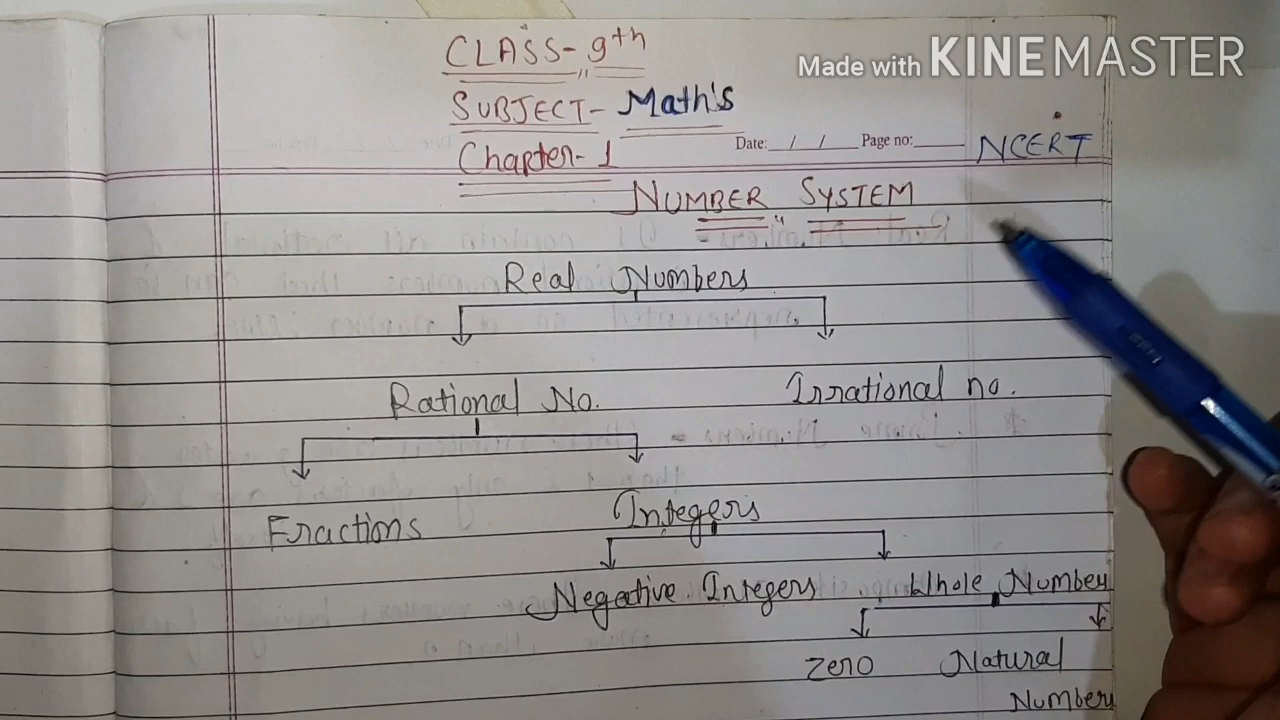 CLASS- 9th
Made with KINEMASTER
SUBJECT- Math's
Date: / / Page no:
NCERT
Chapter-1
NUMBER SYSTEM
Real Numbers
Rational No.
Irrational no.
Fractions
Integers
Negative Integers
Whole Number
Zero
Natural
Number